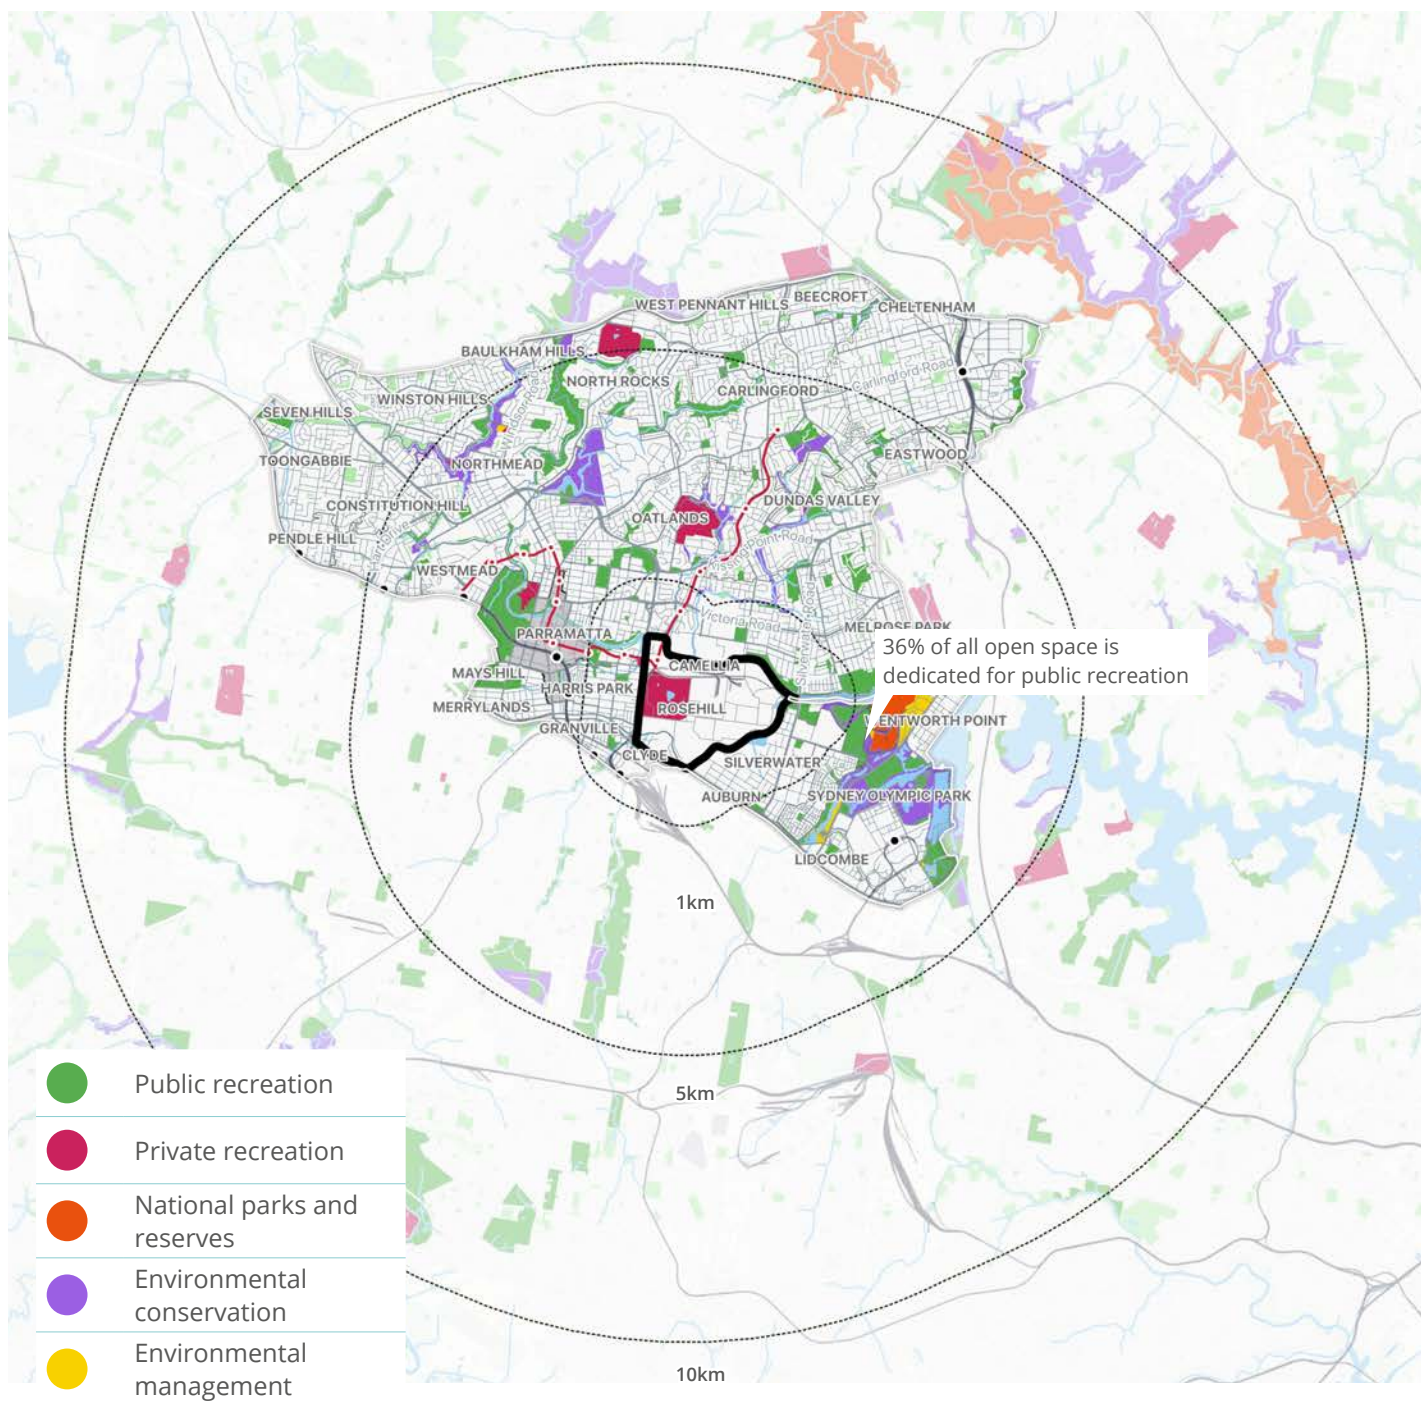 WEST PENNANT HILLS
BEECROFT
CHELTENHAM
BAULKHAM HILLS
NORTH ROCKS
CARLINGFORD
Carlingford Road
WINSTON HILLS
SEVEN HILLS
TOONGABBIE
NORTHMEAD
EASTWOOD
CONSTITUTION HILL
OATLANDS
DUNDAS VALLEY
PENDLE HILL
WESTMEAD
Victoria Road
PARRAMATTA
MELROSE PARK
36% of all open space is
dedicated for public recreation
MAYS HILL
CAMELLIA
HARRIS PARK
MERRYLANDS
ROSEHILL
GRANVILLE
WENTWORTH POINT
CLYDE
SILVERWATER
AUBURN
SYDNEY OLYMPIC PARK
LIDCOMBE
1km
5km
10km
Public recreation
Private recreation
National parks and
reserves
Environmental
conservation
Environmental
management